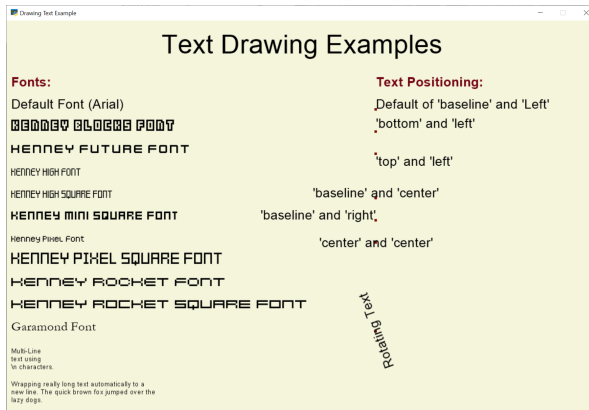 Drawing Text Example
Text Drawing Examples
Fonts:
Default Font (Arial)
KENNEY BLOCKS FONT
KENNEY FUTURE FONT
KENNEY HIGH FONT
KENNEY HIGH SQUARE FONT
KENNEY MINI SQUARE FONT
Kenney Pixel Font
KENNEY PIXEL SQUARE FONT
KENNEY ROCKET FONT
KENNEY ROCKET SQUARE FONT
Garamond Font
Multi-Line
text using
\n characters.
Wrapping really long text automatically to a
new line. The quick brown fox jumped over the
lazy dogs.
Text Positioning:
Default of 'baseline' and 'Left'
'bottom' and 'left'
'top' and 'left'
'baseline' and 'center'
'baseline' and 'right'
'center' and 'center'
Rotating Text